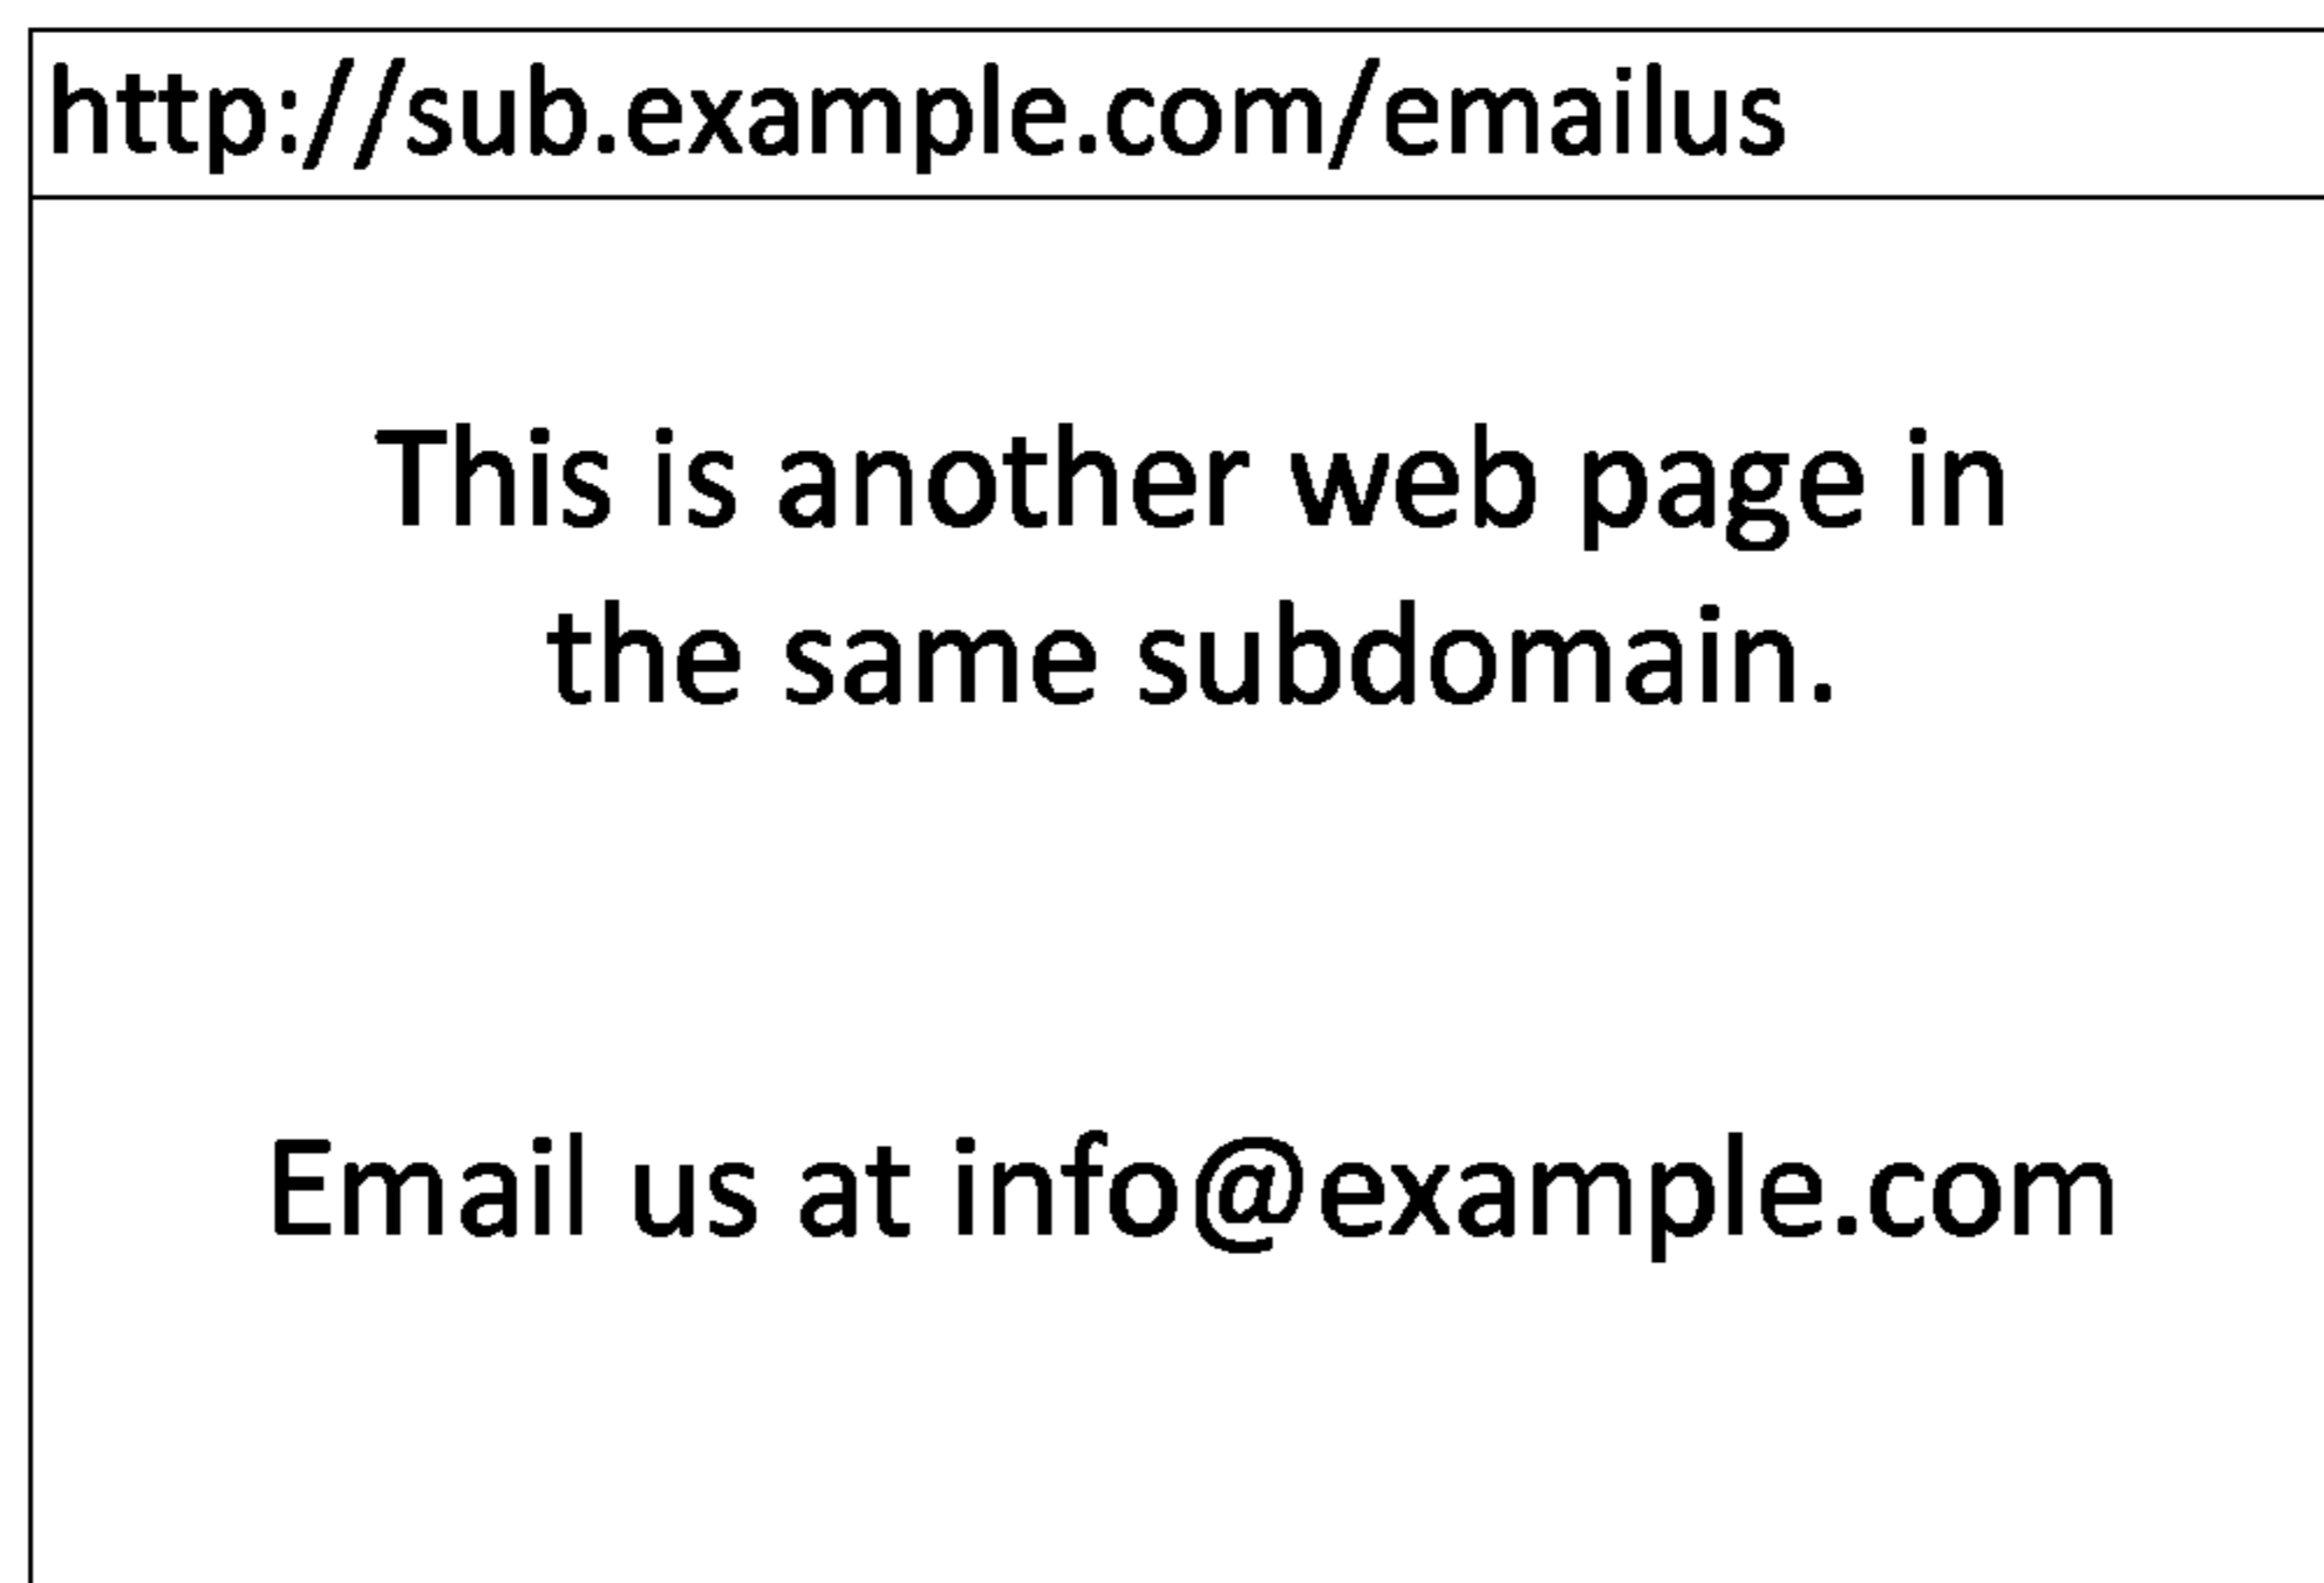 http://sub.example.com/emailus
This is another web page in
the same subdomain.
Email us at info@example.com